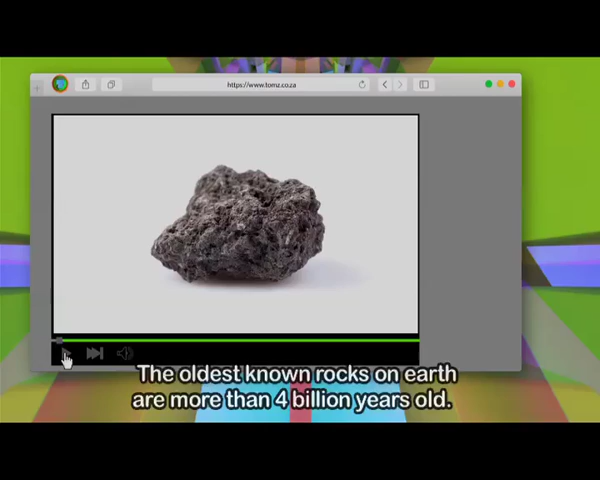 https://www.tomz.co.za
The oldest known rocks on earth
are more than 4 billion years old.